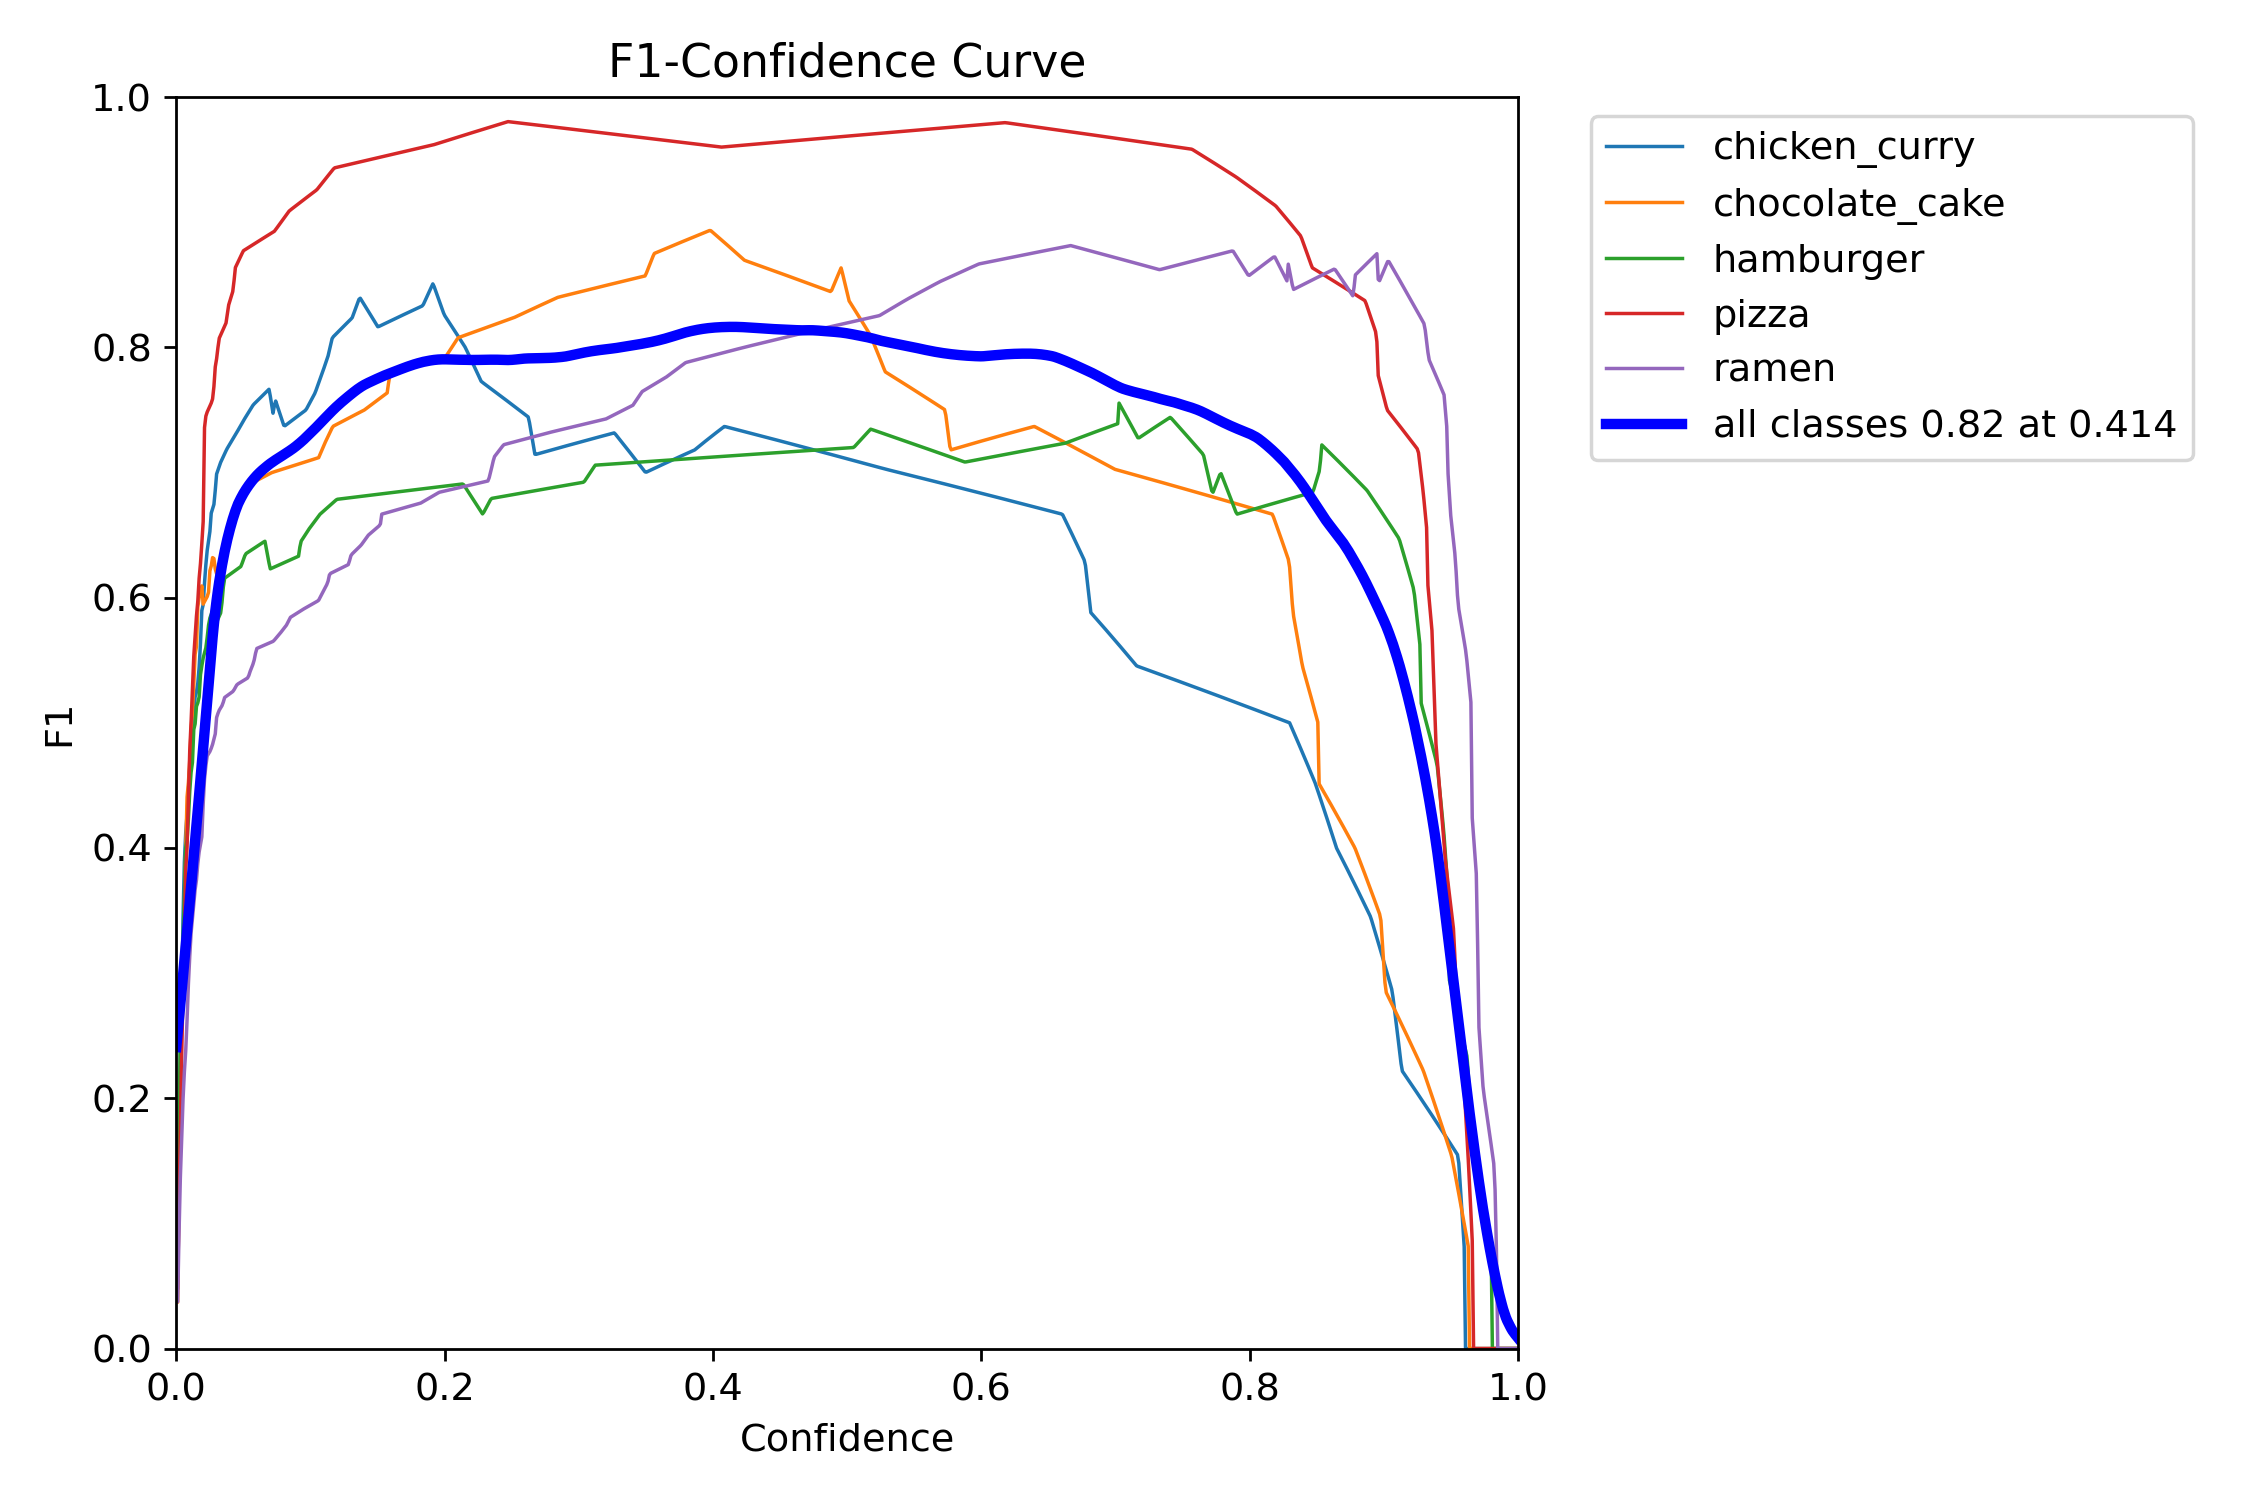 F1-Confidence Curve
1.0
0.8
0.6
0.4
0.2
0.0
F1
0.0 0.2 0.4 0.6 0.8 1.0
Confidence
chicken_curry
chocolate_cake
hamburger
pizza
ramen
all classes 0.82 at 0.414